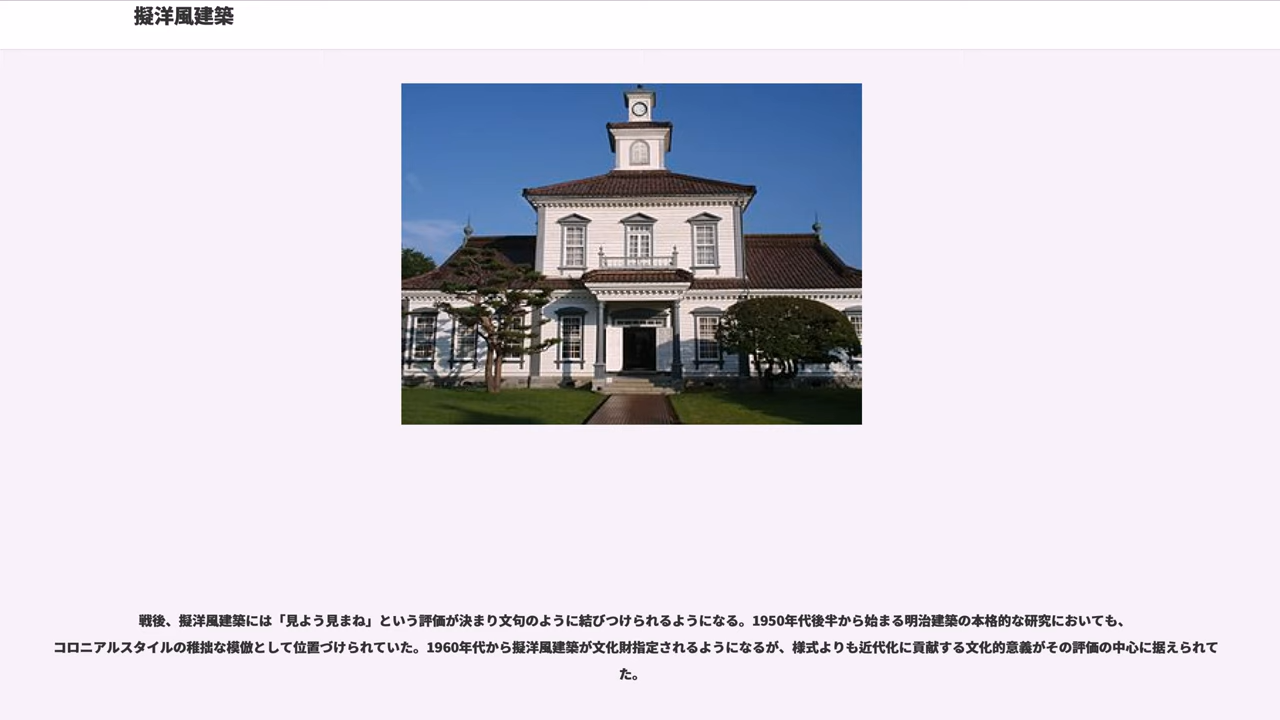 擬洋風建築
戦後、擬洋風建築には「見よう見まね」という評価が決まり文句のように結びつけられるようになる。1950年代後半から始まる明治建築の本格的な研究においても、
コロニアルスタイルの稚拙な模倣として位置づけられていた。1960年代から擬洋風建築が文化財指定されるようになるが、様式よりも近代化に貢献する文化的意義がその評価の中心に据えられて
た。